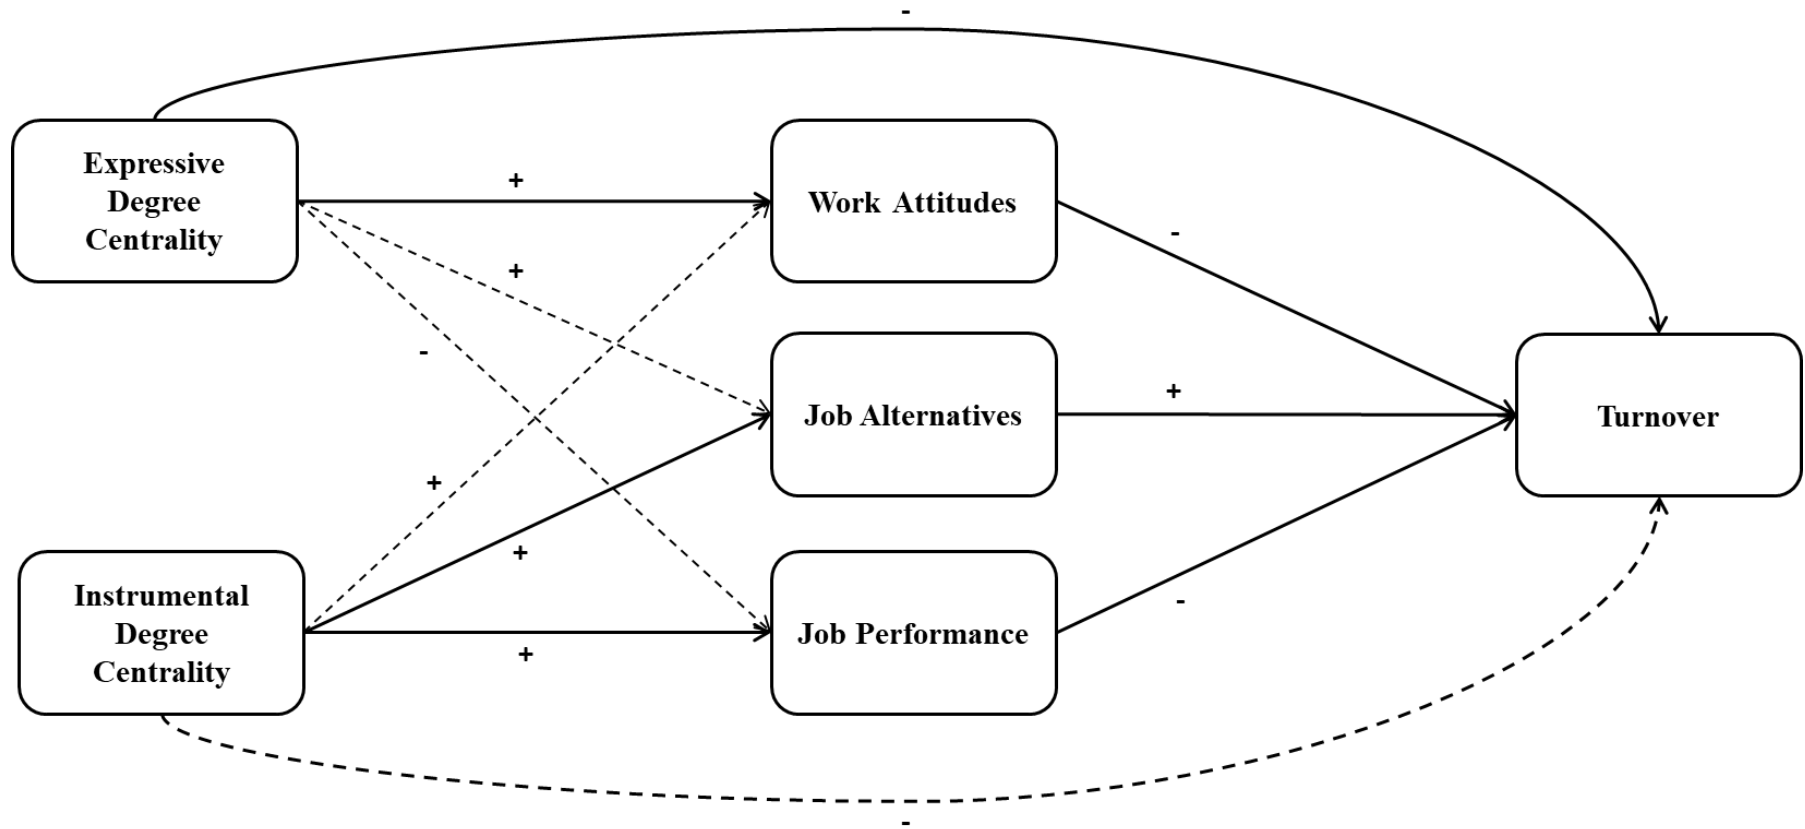 -
Expressive
Degree
Centrality
+
Work Attitudes
-
+
-
Job Alternatives
+
Turnover
+
+
Instrumental
Degree
Centrality
+
Job Performance
-
-